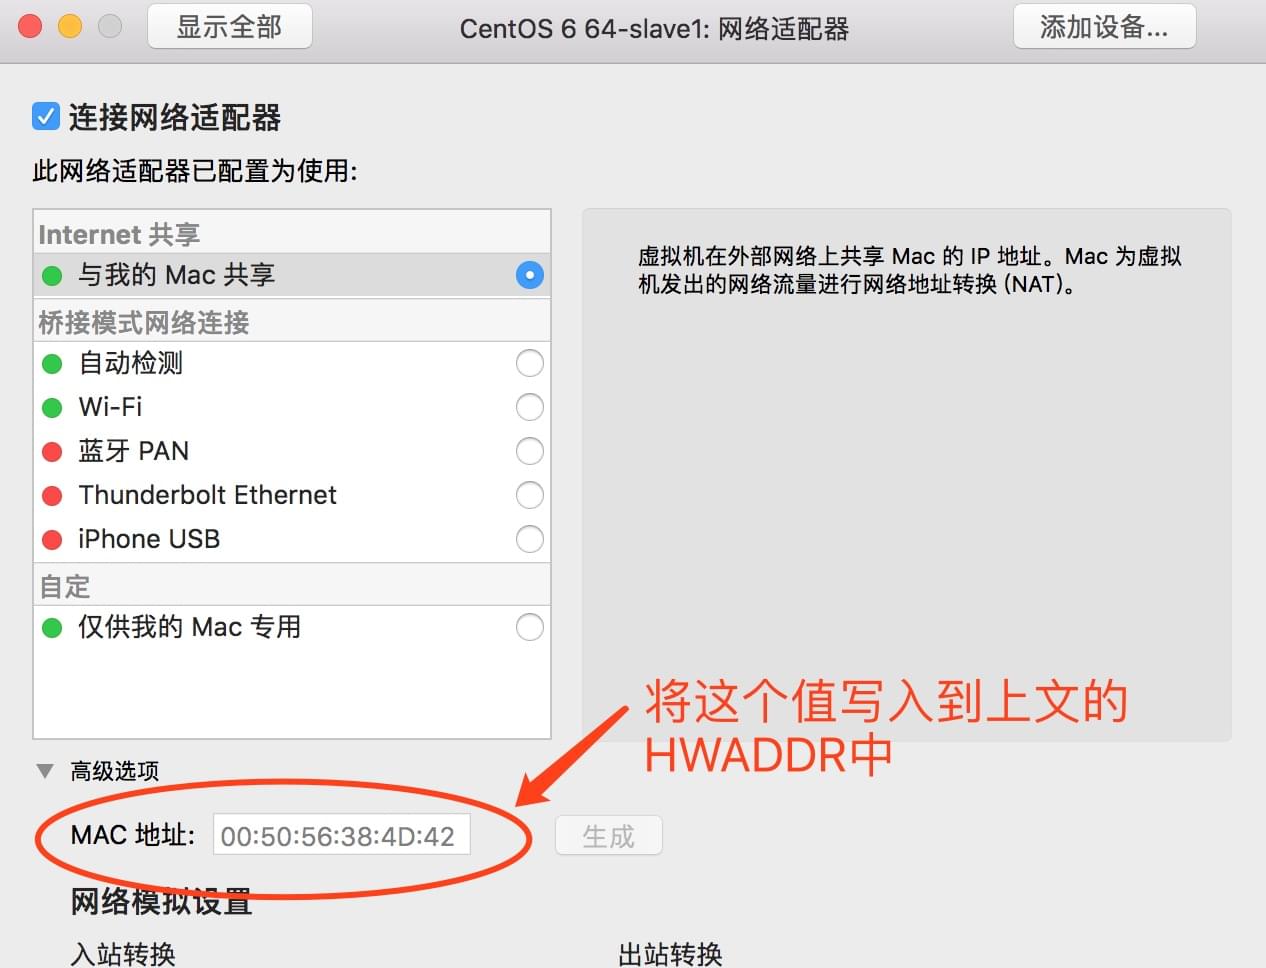 显示全部
CentOS 6 64-slave1: 网络适配器
添加设备...
连接网络适配器
此网络适配器已配置为使用:
Internet 共享
与我的 Mac 共享
桥接模式网络连接
自动检测
Wi-Fi
蓝牙 PAN
Thunderbolt Ethernet
iPhone USB
自定
仅供我的 Mac 专用
虚拟机在外部网络上共享 Mac 的 IP 地址。Mac 为虚拟
机发出的网络流量进行网络地址转换 (NAT)。
将这个值写入到上文的
HWADDR中
高级选项
MAC 地址: 00:50:56:38:4D:42
生成
网络模拟设置
入站转换
出站转换